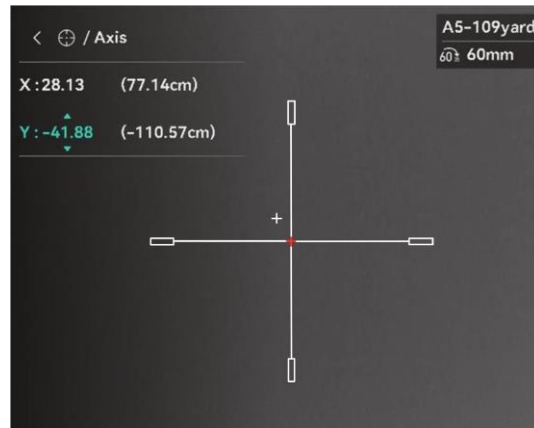 / Axis
X :28.13 (77.14cm)
Y :-41.88 (-110.57cm)
A5-109yard
60mm